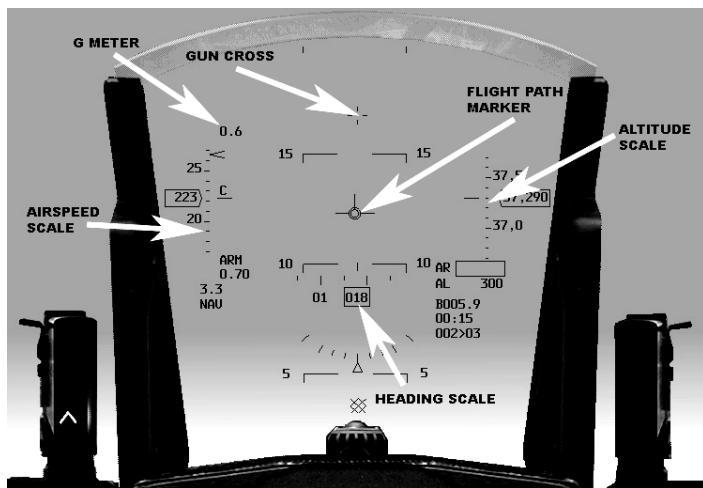 G METER
GUN CROSS
FLIGHT PATH
MARKER
ALTITUDE
SCALE
AIRSPEED
SCALE
HEADING SCALE
0.6
15 15
25
37,5
223 C
37,290
20
37,0
ARM
0.70
10 10
AR
AL 300
3.3
NAV
01 018
B005.9
00:15
002>03
5 5